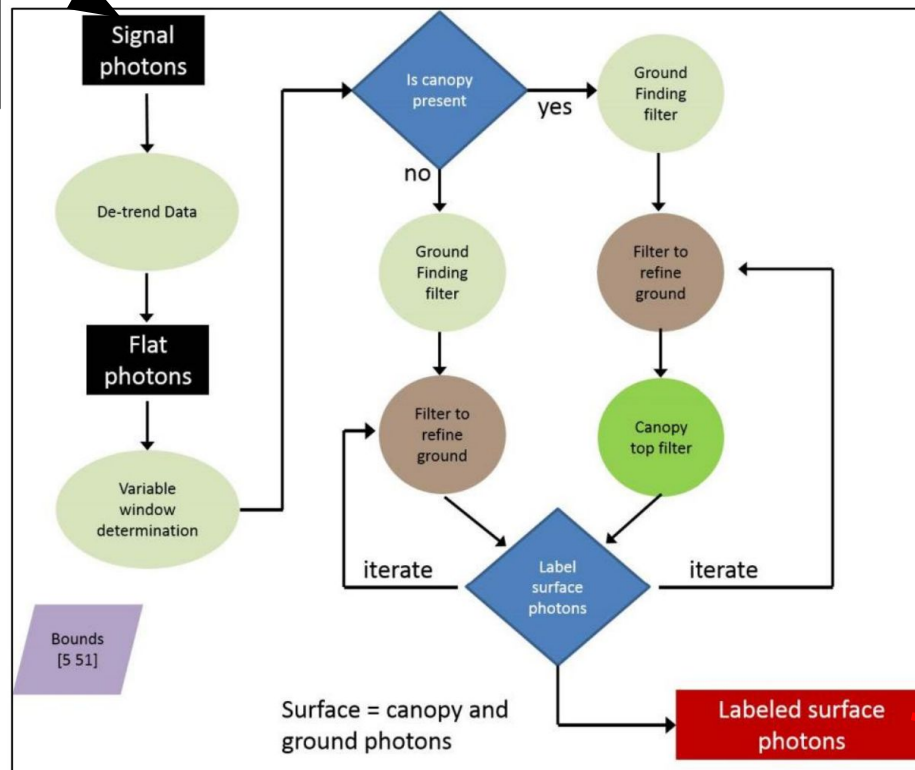 Signal
photons
De-trend Data
Flat
photons
Variable
window
determination
Bounds
[5 51]
Is canopy
present
yes
no
Ground
Finding
filter
Filter to
refine
ground
iterate
Ground
Finding
filter
Filter to
refine
ground
Canopy
top filter
Label
surface
photons
iterate
Surface = canopy and
ground photons
Labeled surface
photons